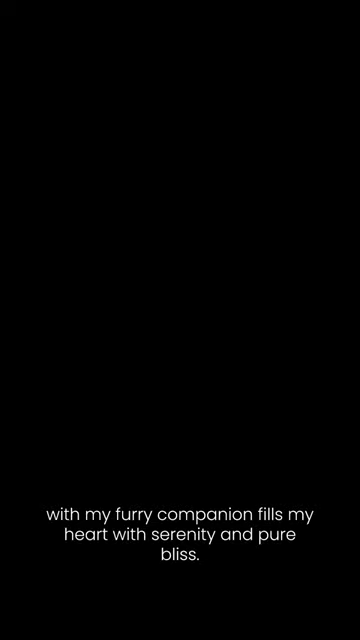 with my furry companion fills my
heart with serenity and pure
bliss.